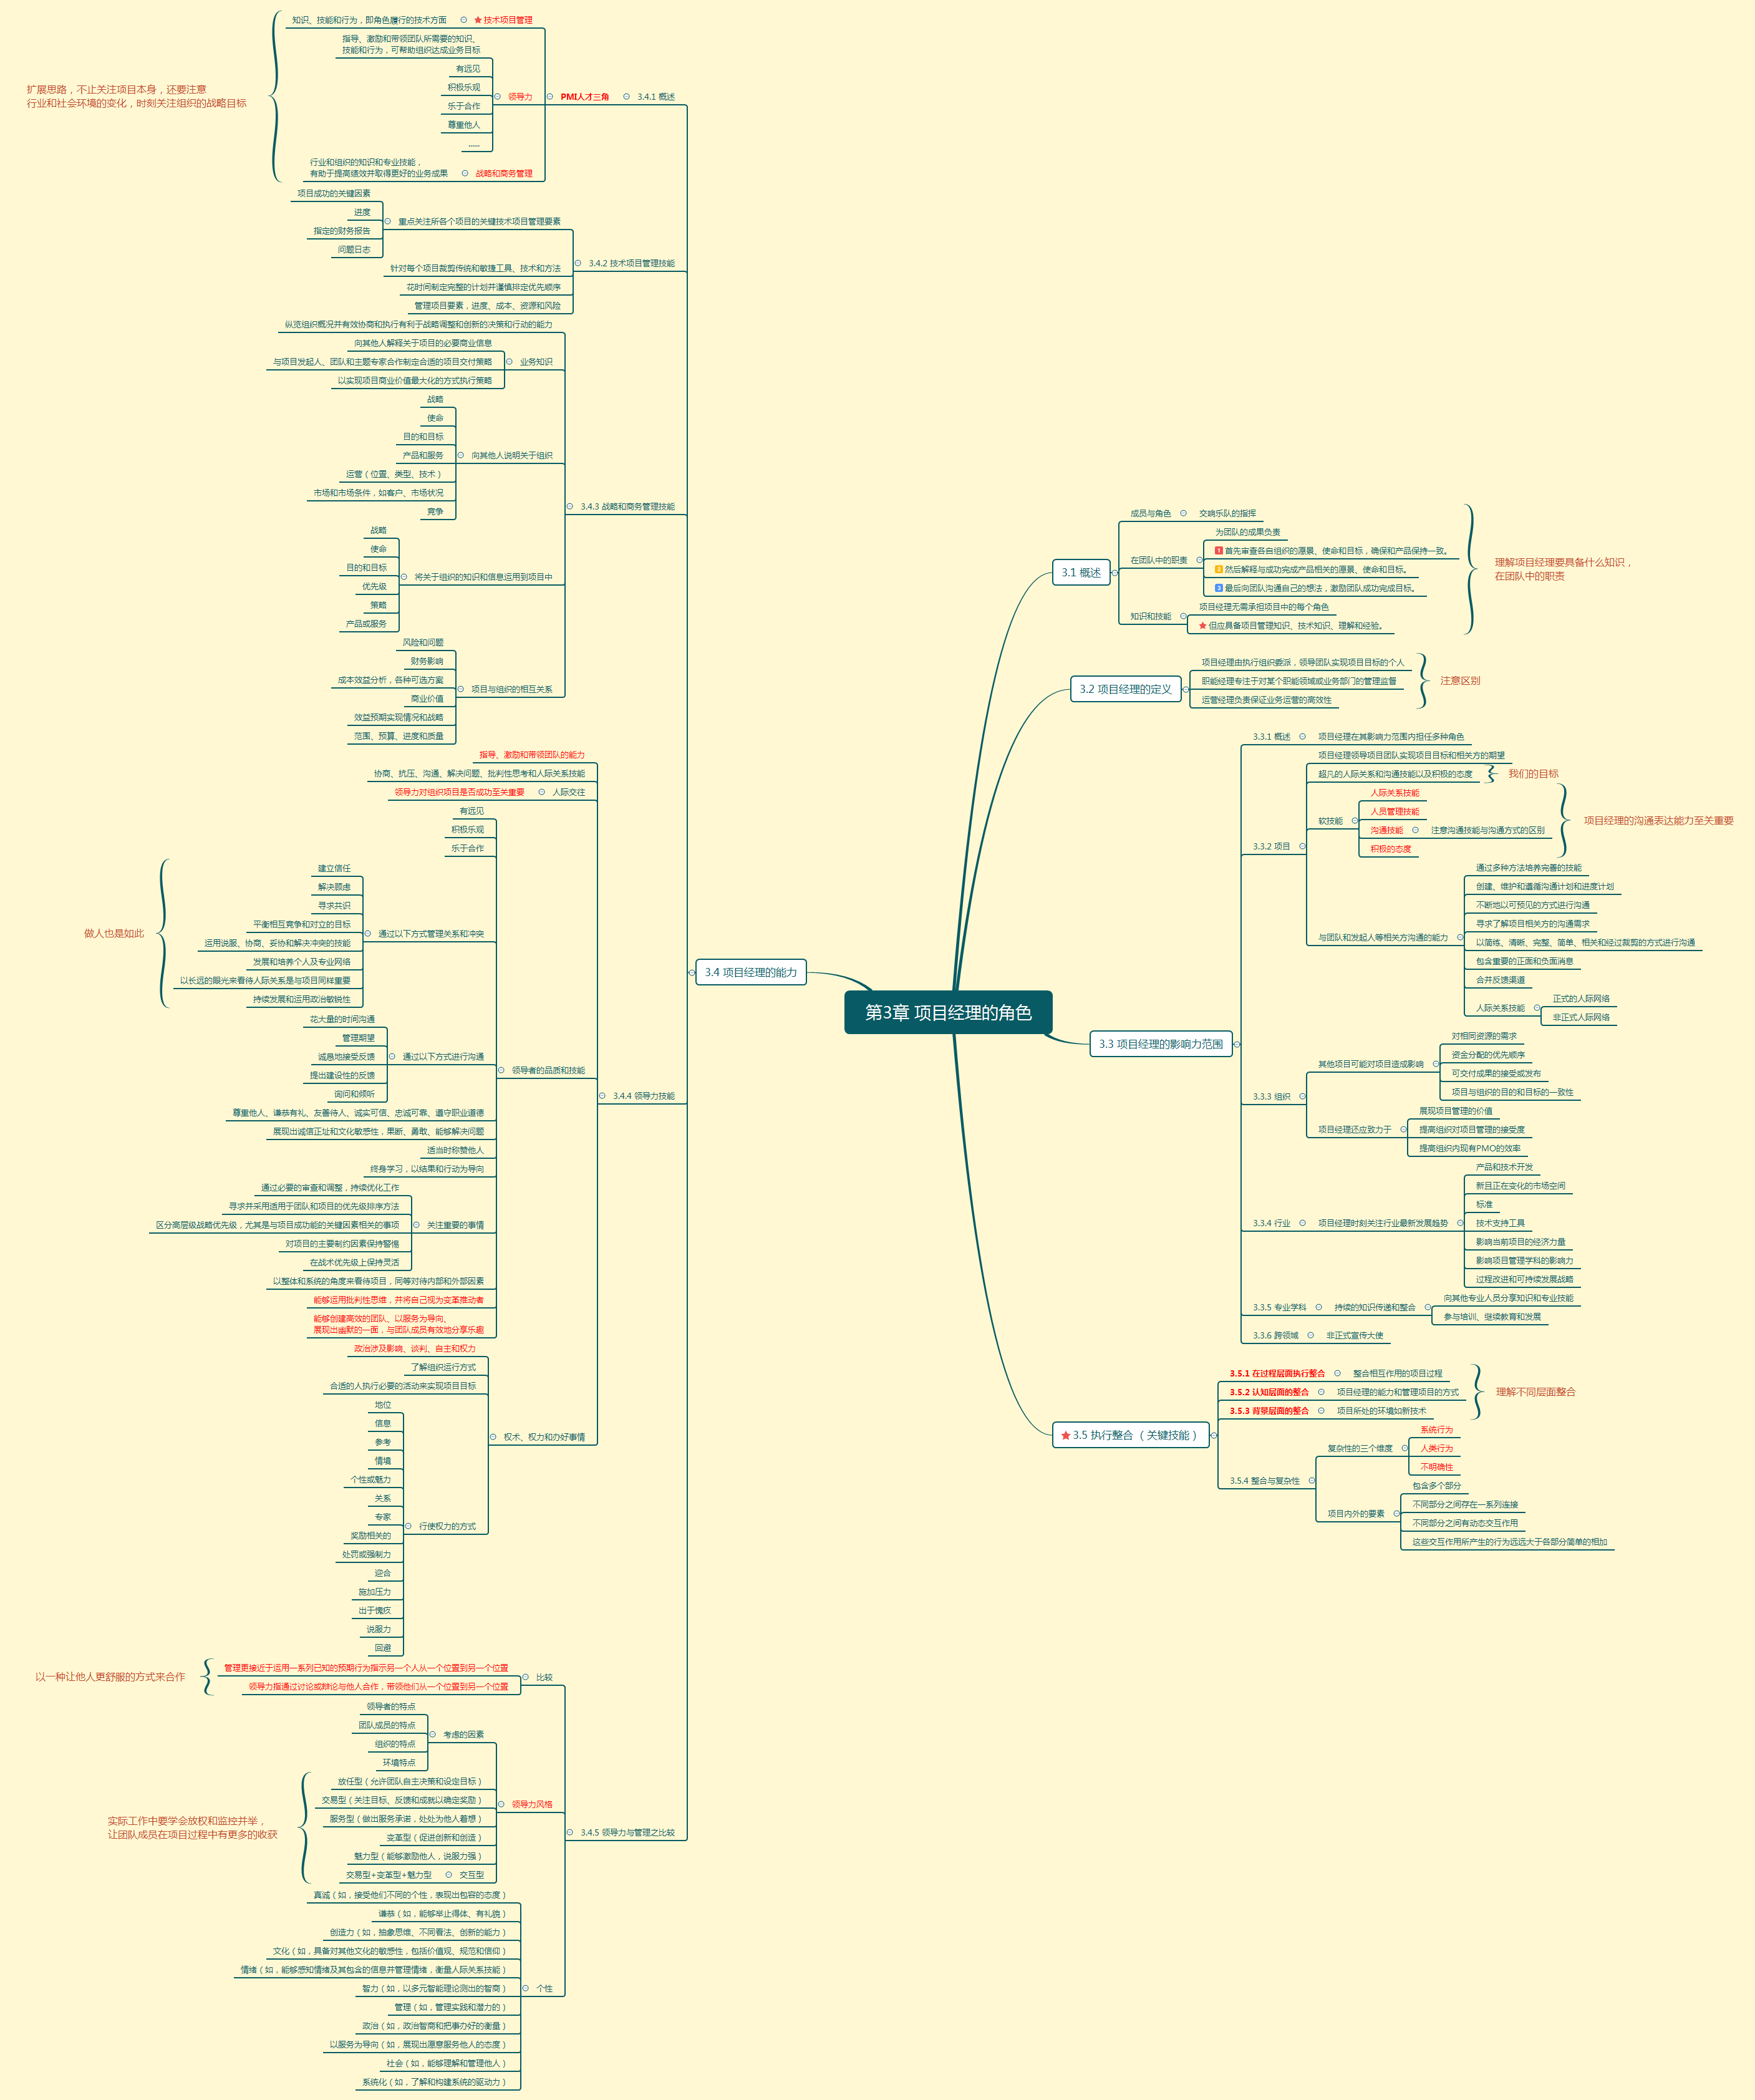 第3章 项目经理的角色
3.1 概述
成员与角色
交响乐队的指挥
在团队中的职责
为团队的成果负责
1 首先审查各自组织的愿景、使命和目标，确保和产品保持一致。
2 然后解释与成功完成产品相关的愿景、使命和目标。
3 最后向团队沟通自己的想法，激励团队成功完成目标。
知识和技能
项目经理无需承担项目中的每个角色
但应具备项目管理知识、技术知识、理解和经验。
理解项目经理要具备什么知识，
在团队中的职责
3.2 项目经理的定义
项目经理由执行组织委派，领导团队实现项目目标的个人
职能经理专注于对某个职能领域或业务部门的管理监督
运营经理负责保证业务运营的高效性
注意区别
3.3 项目经理的影响力范围
3.3.1 概述
项目经理在其影响力范围内担任多种角色
3.3.2 项目
项目经理领导项目团队实现项目目标和相关方的期望
超凡的人际关系和沟通技能以及积极的态度
我们的目标
软技能
人际关系技能
人员管理技能
沟通技能
注意沟通技能与沟通方式的区别
积极的态度
项目经理的沟通表达能力至关重要
与团队和发起人等相关方沟通的能力
通过多种方法培养完善的技能
创建、维护和遵循沟通计划和进度计划
不断地以可预见的方式进行沟通
寻求了解项目相关方的沟通需求
以简练、清晰、完整、简单、相关和经过裁剪的方式进行沟通
包含重要的正面和负面消息
合并反馈渠道
人际关系技能
正式的人际网络
非正式人际网络
3.3.3 组织
其他项目可能对项目造成影响
对相同资源的需求
资金分配的优先顺序
可交付成果的接受或发布
项目与组织的目的和目标的一致性
项目经理还应致力于
展现项目管理的价值
提高组织对项目管理的接受度
提高组织内现有PMO的效率
3.3.4 行业
项目经理时刻关注行业最新发展趋势
产品和技术开发
新且正在变化的市场空间
标准
技术支持工具
影响当前项目的经济力量
影响项目管理学科的影响力
过程改进和可持续发展战略
3.3.5 专业学科
持续的知识传递和整合
向其他专业人员分享知识和专业技能
参与培训、继续教育和发展
3.3.6 跨领域
非正式宣传大使
3.5 执行整合 （ 关键技能 ）
3.5.1 在过程层面执行整合
整合相互作用的项目过程
3.5.2 认知层面的整合
项目经理的能力和管理项目的方式
3.5.3 背景层面的整合
项目所处的环境如新技术
理解不同层面整合
3.5.4 整合与复杂性
复杂性的三个维度
系统行为
人类行为
不明确性
项目内外的要素
包含多个部分
不同部分之间存在一系列连接
不同部分之间有动态交互作用
这些交互作用所产生的行为远远大于各部分简单的相加
3.4 项目经理的能力
3.4.1 概述
PMI人才三角
技术项目管理
知识、技能和行为，即角色履行的技术方面
领导力
指导、激励和带领团队所需要的知识、
技能和行为，可帮助组织达成业务目标
有远见
积极乐观
乐于合作
尊重他人
......
战略和商务管理
行业和组织的知识和专业技能，
有助于提高绩效并取得更好的业务成果
扩展思路，不止关注项目本身，还要注意
行业和社会环境的变化，时刻关注组织的战略目标
3.4.2 技术项目管理技能
重点关注所各个项目的关键技术项目管理要素
项目成功的关键因素
进度
指定的财务报告
问题日志
针对每个项目裁剪传统和敏捷工具、技术和方法
花时间制定完整的计划并谨慎排定优先顺序
管理项目要素，进度、成本、资源和风险
3.4.3 战略和商务管理技能
纵览组织概况并有效协商和执行有利于战略调整和创新的决策和行动的能力
业务知识
向其他人解释关于项目的必要商业信息
与项目发起人、团队和主题专家合作制定合适的项目交付策略
以实现项目商业价值最大化的方式执行策略
向其他人说明关于组织
战略
使命
目的和目标
产品和服务
运营（位置、类型、技术）
市场和市场条件，如客户、市场状况
竞争
将关于组织的知识和信息运用到项目中
战略
使命
目的和目标
优先级
策略
产品或服务
项目与组织的相互关系
风险和问题
财务影响
成本效益分析，各种可选方案
商业价值
效益预期实现情况和战略
范围、预算、进度和质量
3.4.4 领导力技能
指导、激励和带领团队的能力
协商、抗压、沟通、解决问题、批判性思考和人际关系技能
人际交往
领导力对组织项目是否成功至关重要
领导者的品质和技能
有远见
积极乐观
乐于合作
通过以下方式管理关系和冲突
建立信任
解决顾虑
寻求共识
平衡相互竞争和对立的目标
运用说服、协商、妥协和解决冲突的技能
发展和培养个人及专业网络
以长远的眼光来看待人际关系是与项目同样重要
持续发展和运用政治敏锐性
做人也是如此
通过以下方式进行沟通
花大量的时间沟通
管理期望
诚恳地接受反馈
提出建设性的反馈
询问和倾听
尊重他人、谦恭有礼、友善待人、诚实可信、忠诚可靠、遵守职业道德
展现出诚信正址和文化敏感性，果断、勇敢、能够解决问题
适当时称赞他人
终身学习，以结果和行动为导向
关注重要的事情
通过必要的审查和调整，持续优化工作
寻求并采用适用于团队和项目的优先级排序方法
区分高层级战略优先级，尤其是与项目成功能的关键因素相关的事项
对项目的主要制约因素保持警惕
在战术优先级上保持灵活
以整体和系统的角度来看待项目，同等对待内部和外部因素
能够运用批判性思维，并将自己视为变革推动者
能够创建高效的团队、以服务为导向、
展现出幽默的一面，与团队成员有效地分享乐趣
权术、权力和办好事情
政治涉及影响、谈判、自主和权力
了解组织运行方式
合适的人执行必要的活动来实现项目目标
行使权力的方式
地位
信息
参考
情境
个性或魅力
关系
专家
奖励相关的
处罚或强制力
迎合
施加压力
出于愧疚
说服力
回避
3.4.5 领导力与管理之比较
比较
管理更接近于运用一系列已知的预期行为指示另一个人从一个位置到另一个位置
领导力指通过讨论或辩论与他人合作，带领他们从一个位置到另一个位置
以一种让他人更舒服的方式来合作
领导力风格
考虑的因素
领导者的特点
团队成员的特点
组织的特点
环境特点
放任型（允许团队自主决策和设定目标）
交易型（关注目标、反馈和成就以确定奖励）
服务型（做出服务承诺，处处为他人着想）
变革型（促进创新和创造）
魅力型（能够激励他人，说服力强）
交互型
交易型+变革型+魅力型
实际工作中要学会放权和监控并举，
让团队成员在项目过程中有更多的收获
个性
真诚（如，接受他们不同的个性，表现出包容的态度）
谦恭（如，能够举止得体、有礼貌）
创造力（如，抽象思维、不同看法、创新的能力）
文化（如，具备对其他文化的敏感性，包括价值观、规范和信仰）
情绪（如，能够感知情绪及其包含的信息并管理情绪，衡量人际关系技能）
智力（如，以多元智能理论测出的智商）
管理（如，管理实践和潜力的）
政治（如，政治智商和把事办好的衡量）
以服务为导向（如，展现出愿意服务他人的态度）
社会（如，能够理解和管理他人）
系统化（如，了解和构建系统的驱动力）